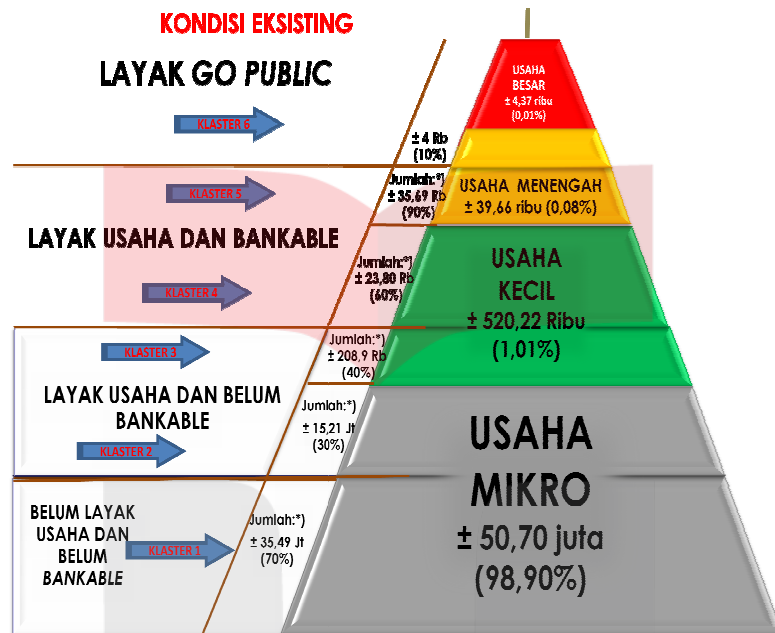 KONDISI EKSISTING
LAYAK GO PUBLIC
KLASTER 6
± 4 Rb
(10%)
USAHA
BESAR
± 4,37 ribu
(0,01%)
KLASTER 5
Jumlah:*)
± 35,69 Rb
(90%)
USAHA MENENGAH
± 39,66 ribu (0,08%)
LAYAK USAHA DAN BANKABLE
KLASTER 4
Jumlah:*)
± 23,80 Rb
(60%)
USAHA
KECIL
± 520,22 Ribu
(1,01%)
KLASTER 3
Jumlah:*)
± 208,9 Rb
(40%)
LAYAK USAHA DAN BELUM
BANKABLE
KLASTER 2
Jumlah:*)
± 15,21 Jt
(30%)
USAHA
MIKRO
± 50,70 juta
(98,90%)
BELUM LAYAK
USAHA DAN
BELUM
BANKABLE
KLASTER 1
Jumlah:*)
± 35,49 Jt
(70%)